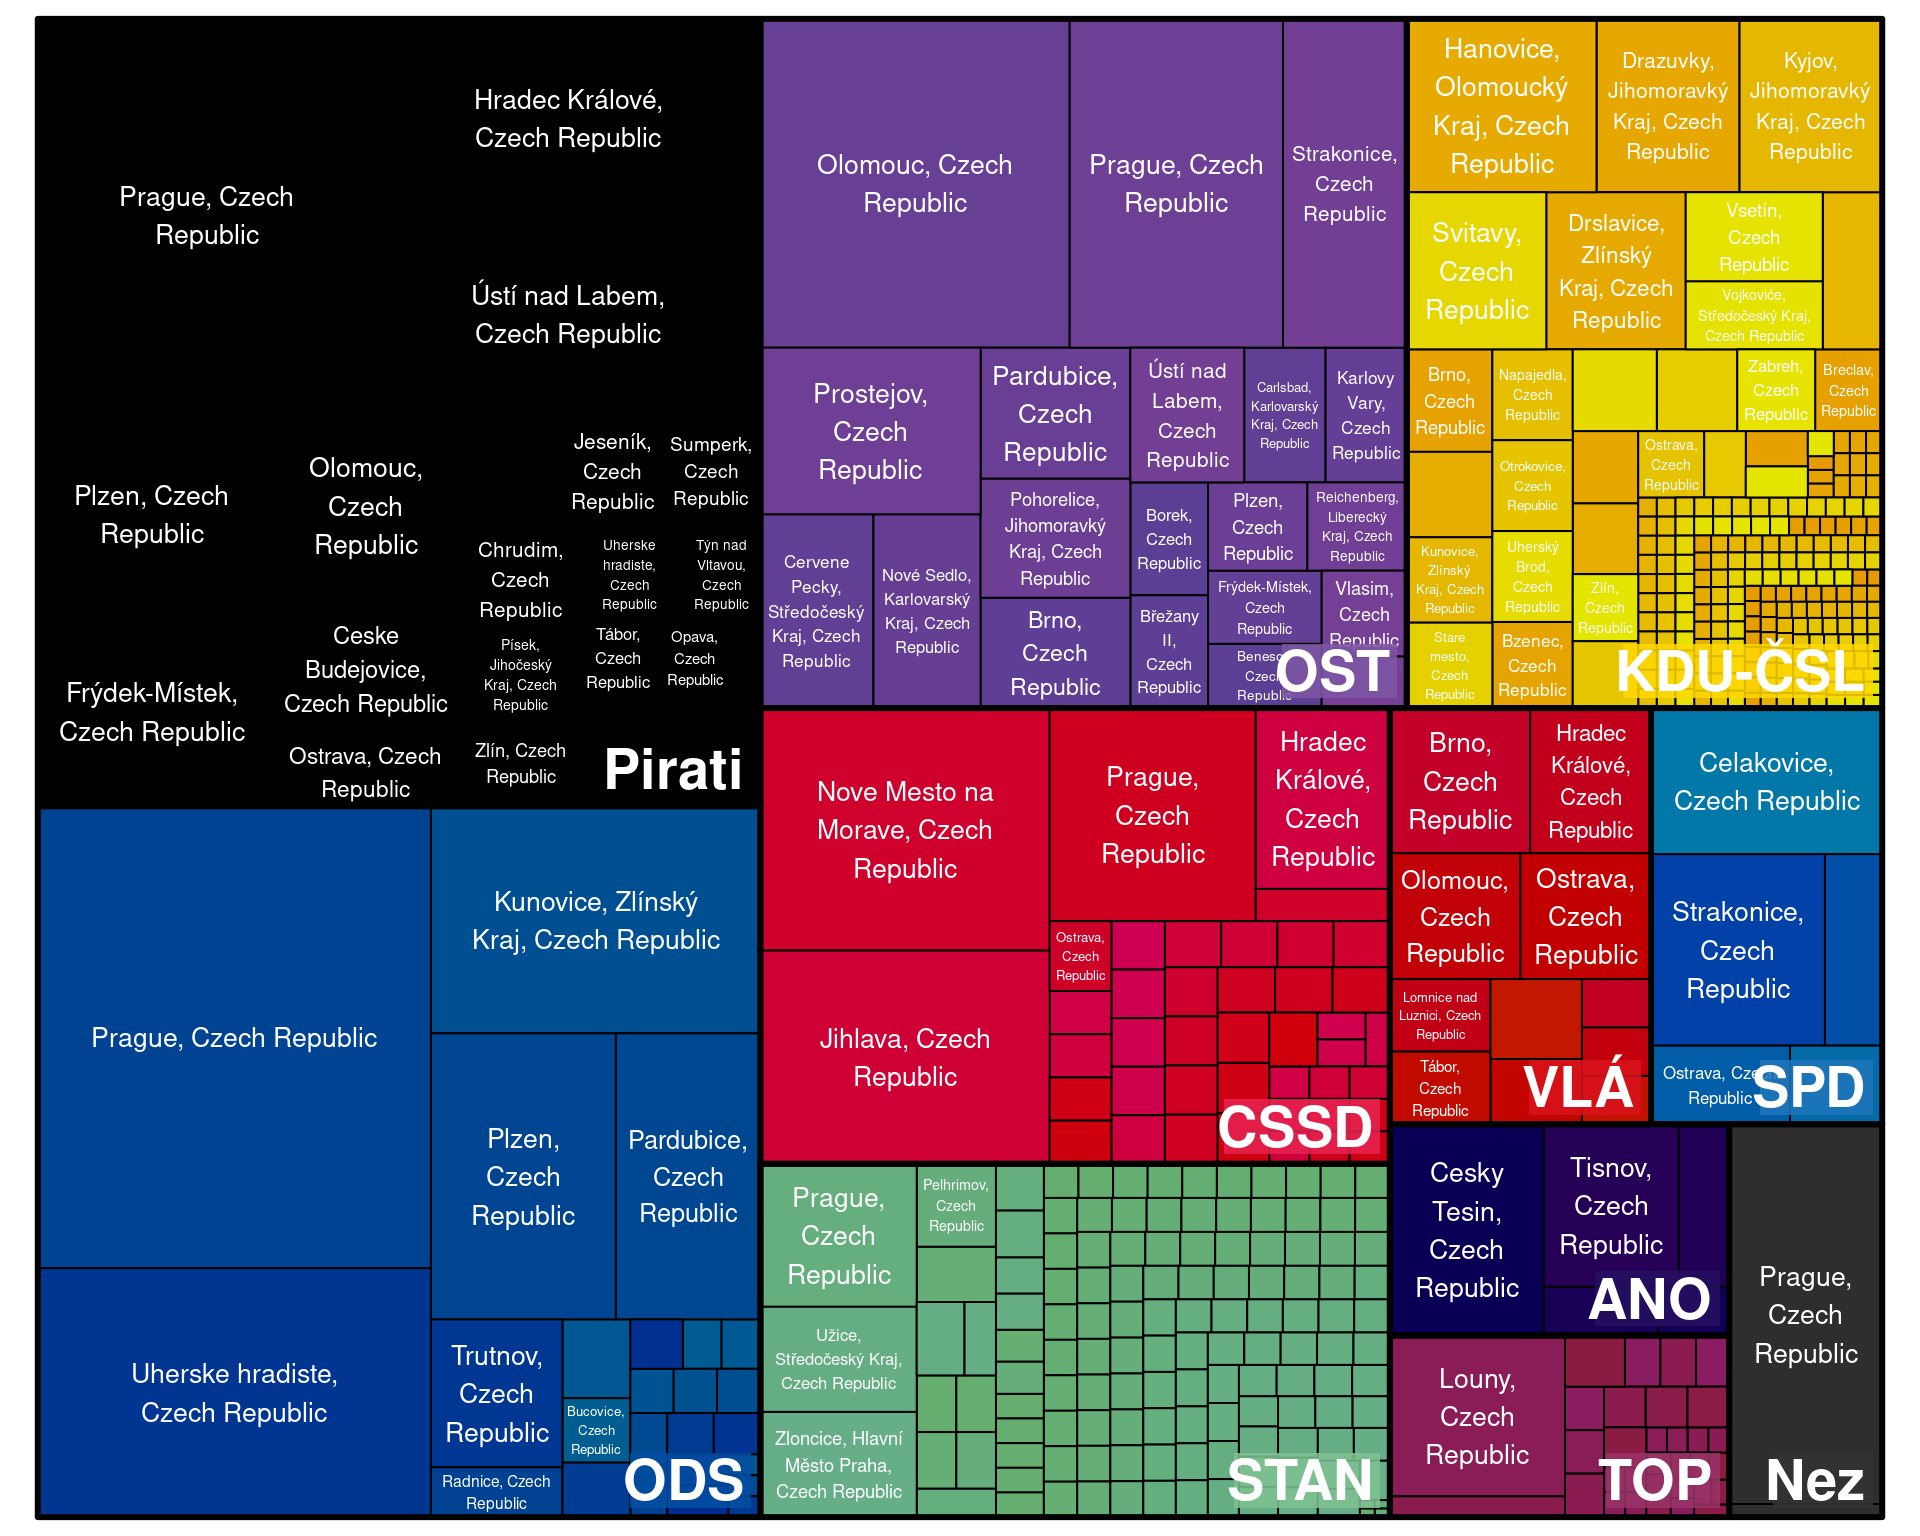 Prague, Czech
Republic
Hradec Králové,
Czech Republic
Ústí nad Labem,
Czech Republic
Plzen, Czech
Republic
Olomouc,
Czech
Republic
Jeseník,
Czech
Republic
Sumperk,
Czech
Republic
Chrudim,
Czech
Republic
Uherske
hradiste,
Czech
Republic
Týn nad
Vltavou,
Czech
Republic
Frýdek-Místek,
Czech Republic
Ceske
Budejovice,
Czech Republic
Písek,
Jihočeský
Kraj, Czech
Republic
Tábor,
Czech
Republic
Opava,
Czech
Republic
Ostrava, Czech
Republic
Zlín, Czech
Republic
Pirati
Prague, Czech Republic
Kunovice, Zlínský
Kraj, Czech Republic
Plzen,
Czech
Republic
Pardubice,
Czech
Republic
Uherske hradiste,
Czech Republic
Trutnov,
Czech
Republic
Bucovice,
Czech
Republic
Radnice, Czech
Republic
ODS
Olomouc, Czech
Republic
Prague, Czech
Republic
Strakonice,
Czech
Republic
Prostejov,
Czech
Republic
Pardubice,
Czech
Republic
Ústí nad
Labem,
Czech
Republic
Carlsbad,
Karlovarský
Kraj, Czech
Republic
Karlovy
Vary,
Czech
Republic
Cervene
Pecky,
Středočeský
Kraj, Czech
Republic
Nové Sedlo,
Karlovarský
Kraj, Czech
Republic
Pohorelice,
Jihomoravký
Kraj, Czech
Republic
Brno,
Czech
Republic
Borek,
Czech
Republic
Plzen,
Czech
Republic
Reichenberg,
Liberecký
Kraj, Czech
Republic
Břežany
II,
Czech
Republic
Frýdek-Místek,
Czech
Republic
Vlasim,
Czech
Republic
Czech
Republic
OST
Hanovice,
Olomoucký
Kraj, Czech
Republic
Drazuvky,
Jihomoravký
Kraj, Czech
Republic
Kyjov,
Jihomoravký
Kraj, Czech
Republic
Svitavy,
Czech
Republic
Drslavice,
Zlínský
Kraj, Czech
Republic
Vsetín,
Czech
Republic
Vojkoviće,
Středočeský Kraj,
Czech Republic
Brno,
Czech
Republic
Napajedla,
Czech
Republic
Zabreh,
Czech
Republic
Breclav,
Czech
Republic
Otrokovice,
Czech
Republic
Ostrava,
Czech
Republic
Kunovice,
Zlínský
Kraj, Czech
Republic
Uherský
Brod,
Czech
Republic
Zlín,
Czech
Republic
Stare
mesto,
Czech
Republic
Bzenec,
Czech
Republic
KDU-ČSL
Nove Mesto na
Morave, Czech
Republic
Prague,
Czech
Republic
Hradec
Králové,
Czech
Republic
Jihlava, Czech
Republic
Ostrava,
Czech
Republic
CSSD
Brno,
Czech
Republic
Hradec
Králové,
Czech
Republic
Olomouc,
Czech
Republic
Ostrava,
Czech
Republic
Lomnice nad
Luznici, Czech
Republic
Tábor,
Czech
Republic
VLÁ
Celakovice,
Czech Republic
Strakonice,
Czech
Republic
Ostrava, Czech
Republic
SPD
Prague,
Czech
Republic
Pelhrimov,
Czech
Republic
Užice,
Středočeský Kraj,
Czech Republic
Zloncice, Hlavní
Město Praha,
Czech Republic
STAN
Cesky
Tesin,
Czech
Republic
Tisnov,
Czech
Republic
ANO
Louny,
Czech
Republic
TOP
Prague,
Czech
Republic
Nez